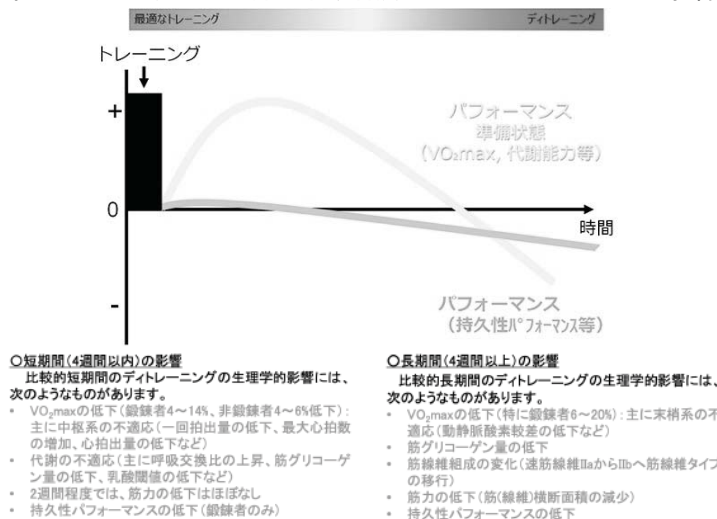 最適なトレーニング
ディトレーニング
トレーニング
+
パフォーマンス
準備状態
(VO₂max, 代謝能力等)
0
時間
-
パフォーマンス
(持久性パフォーマンス等)
○短期間(4週間以内)の影響
比較的短期間のディトレーニングの生理学的影響には、
次のようなものがあります。
• VO₂maxの低下(鍛錬者4~14%、非鍛錬者4~6%低下):
主に中枢系の不適応(一回拍出量の低下、最大心拍数
の増加、心拍出量の低下など)
• 代謝の不適応(主に呼吸交換比の上昇、筋グリコーゲ
ン量の低下、乳酸閾値の低下など)
• 2週間程度では、筋力の低下はほぼなし
• 持久性パフォーマンスの低下(鍛錬者のみ)
○長期間(4週間以上)の影響
比較的長期間のディトレーニングの生理学的影響には、
次のようなものがあります。
• VO₂maxの低下(特に鍛錬者6~20%):主に末梢系の不
適応(動静脈酸素較差の低下など)
• 筋グリコーゲン量の低下
• 筋線維組成の変化(速筋線維IIaからIIbへ筋線維タイプ
の移行)
• 筋力の低下(筋(線維)横断面積の減少)
• 持久性パフォーマンスの低下